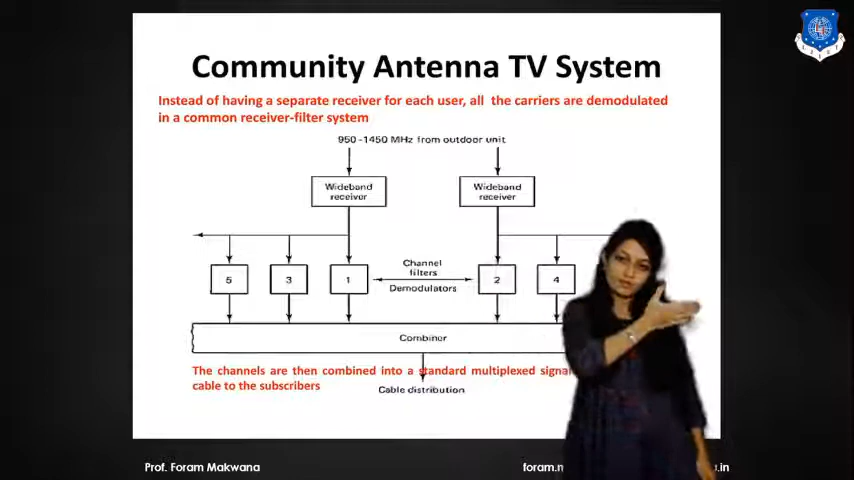 Community Antenna TV System
Instead of having a separate receiver for each user, all the carriers are demodulated
in a common receiver-filter system
950-1450 MHz from outdoor unit
Wideband
receiver
Wideband
receiver
Channel
filters
5
3
1
2
4
Demodulators
Combiner
The channels are then combined into a standard multiplexed signal
cable to the subscribers
Cable distribution
Prof. Foram Makwana